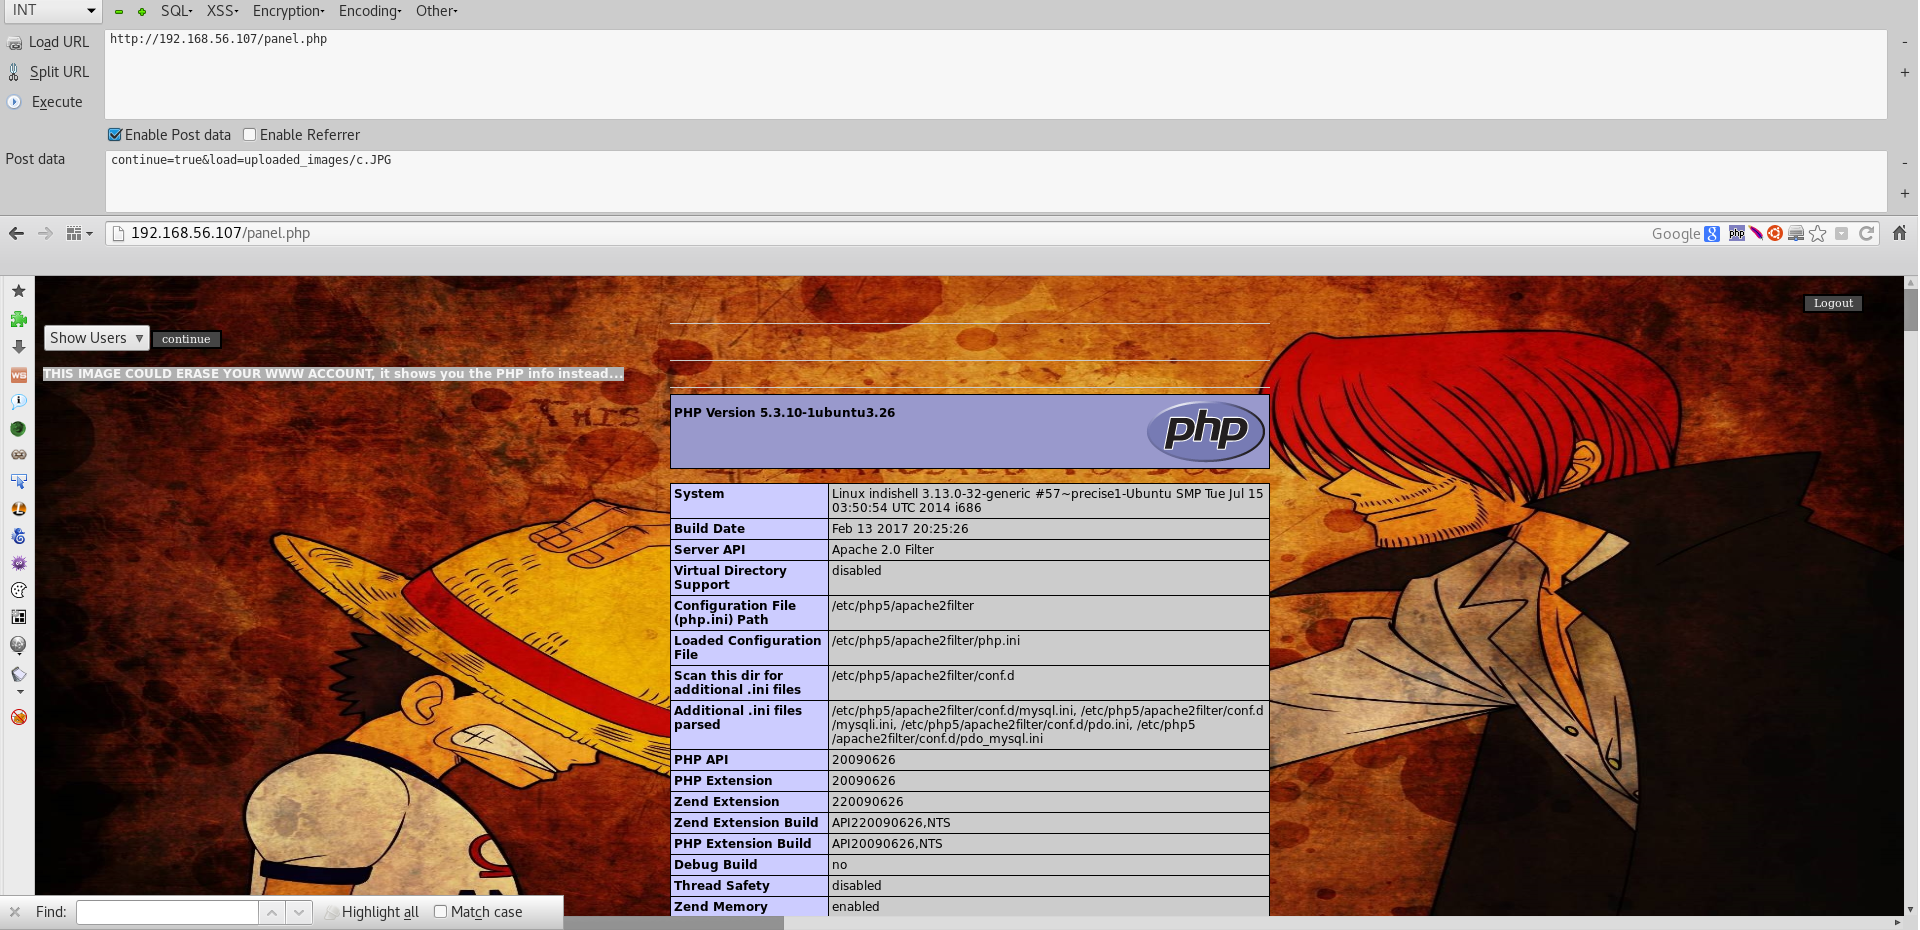 INT
SQL
XSS
Encryption
Encoding
Other
Load URL
http://192.168.56.107/panel.php
-
Split URL
+
Execute
Enable Post data
Enable Referrer
Post data
continue=true&load=uploaded_images/c.JPG
-
+
192.168.56.107/panel.php
Google
8
php
Logout
Show Users
continue
THIS IMAGE COULD ERASE YOUR WWW ACCOUNT, it shows you the PHP info instead...
THIS
PHP Version 5.3.10-1ubuntu3.26
php
System
Linux indishell 3.13.0-32-generic #57~precise1-Ubuntu SMP Tue Jul 15
03:50:54 UTC 2014 i686
Build Date
Feb 13 2017 20:25:26
Server API
Apache 2.0 Filter
Virtual Directory
Support
disabled
Configuration File
(php.ini) Path
/etc/php5/apache2filter
Loaded Configuration
File
/etc/php5/apache2filter/php.ini
Scan this dir for
additional .ini files
/etc/php5/apache2filter/conf.d
Additional .ini files
parsed
/etc/php5/apache2filter/conf.d/mysql.ini, /etc/php5/apache2filter/conf.d
/mysqli.ini, /etc/php5/apache2filter/conf.d/pdo.ini, /etc/php5
/apache2filter/conf.d/pdo_mysql.ini
PHP API
20090626
PHP Extension
20090626
Zend Extension
220090626
Zend Extension Build
API220090626,NTS
PHP Extension Build
API20090626,NTS
Debug Build
no
Thread Safety
disabled
Zend Memory
enabled
Find:
Highlight all
Match case